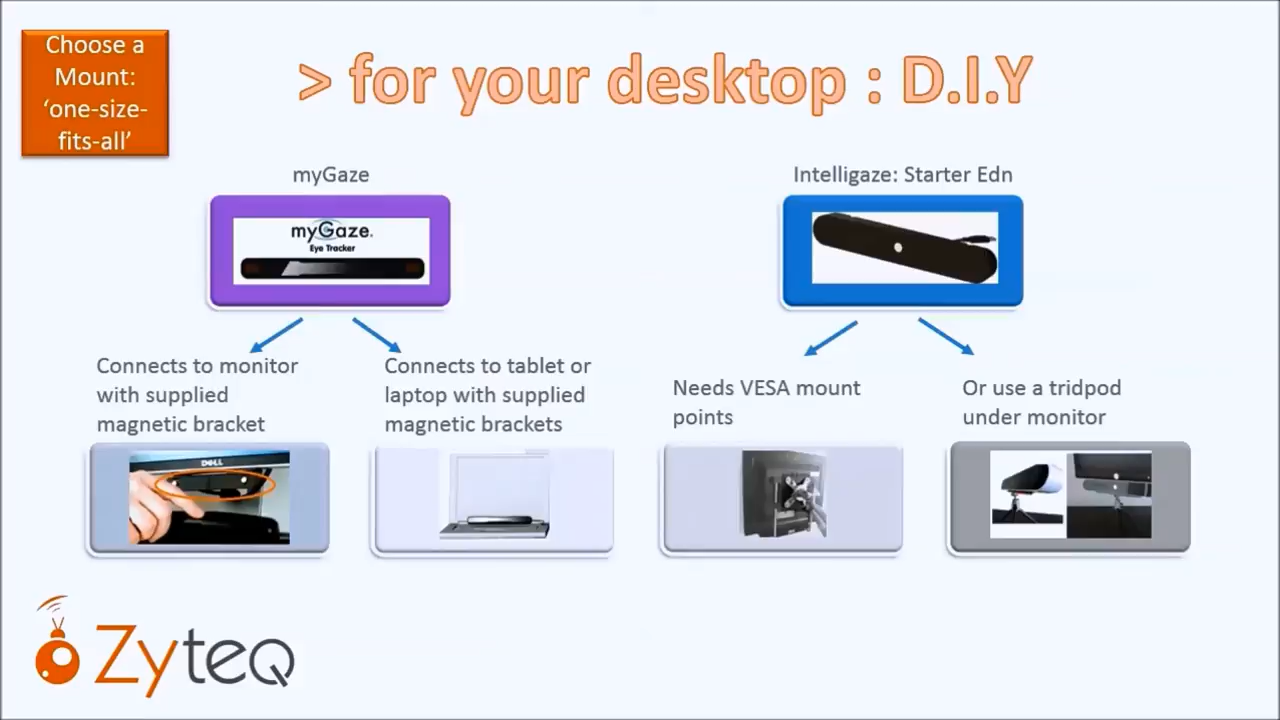 Choose a
Mount:
‘one-size-
fits-all’
> for your desktop : D.I.Y
myGaze
Intelligaze: Starter Edn
myGaze.
Eye Tracker
Connects to monitor
with supplied
magnetic bracket
Connects to tablet or
laptop with supplied
magnetic brackets
Needs VESA mount
points
Or use a tridpod
under monitor
DELL
Zyteq